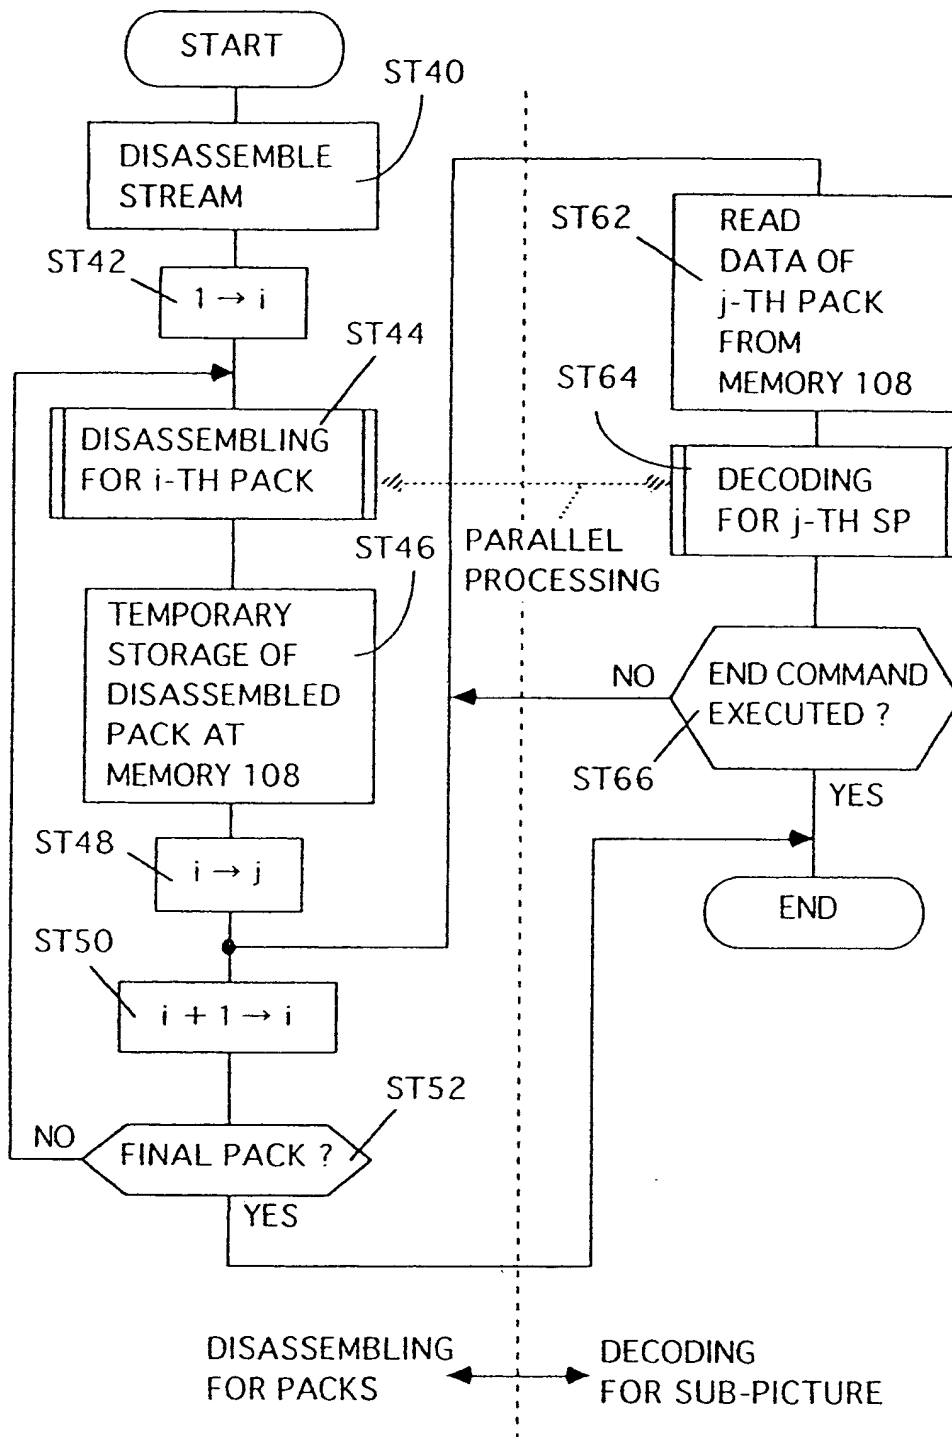 START
ST40
DISASSEMBLE
STREAM
ST42
1 → i
ST44
DISASSEMBLING
FOR i-TH PACK
ST46
TEMPORARY
STORAGE OF
DISASSEMBLED
PACK AT
MEMORY 108
ST48
i → j
ST50
i + 1 → i
ST52
NO
FINAL PACK ?
YES
PARALLEL
PROCESSING
ST62
READ
DATA OF
j-TH PACK
FROM
MEMORY 108
ST64
DECODING
FOR j-TH SP
NO
END COMMAND
EXECUTED ?
ST66
YES
END
DISASSEMBLING
FOR PACKS
DECODING
FOR SUB-PICTURE